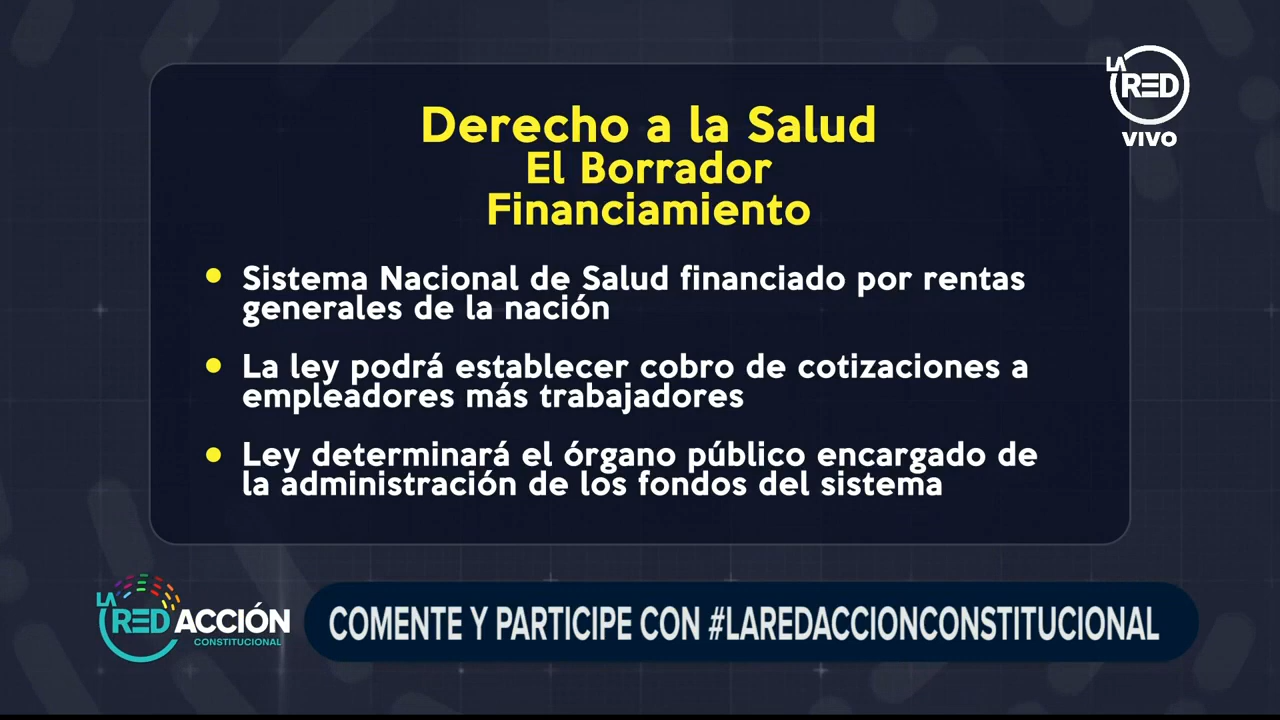 LA
RED
VIVO
Derecho a la Salud
El Borrador
Financiamiento
• Sistema Nacional de Salud financiado por rentas
generales de la nación
• La ley podrá establecer cobro de cotizaciones a
empleadores más trabajadores
• Ley determinará el órgano público encargado de
la administración de los fondos del sistema
LA
RED ACCIÓN
CONSTITUCIONAL
COMENTE Y PARTICIPE CON #LAREDACCIONCONSTITUCIONAL